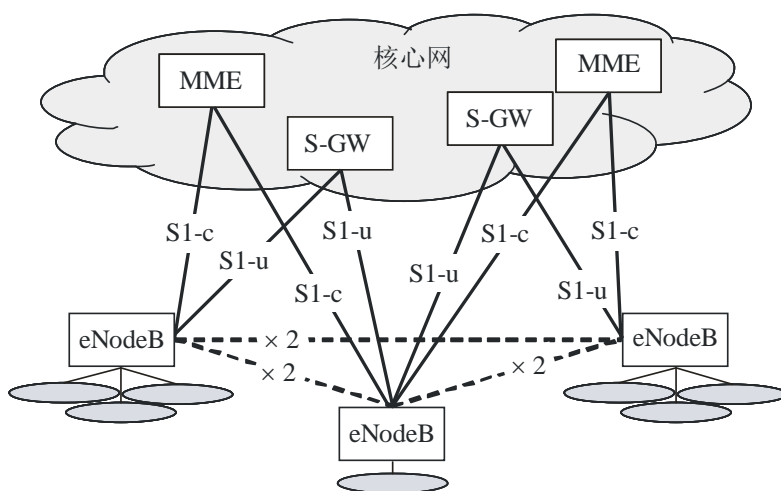 核心网
MME
MME
S-GW
S-GW
S1-c
S1-u
S1-u
S1-c
S1-u
S1-c
S1-c
S1-u
eNodeB
× 2
eNodeB
× 2
× 2
eNodeB